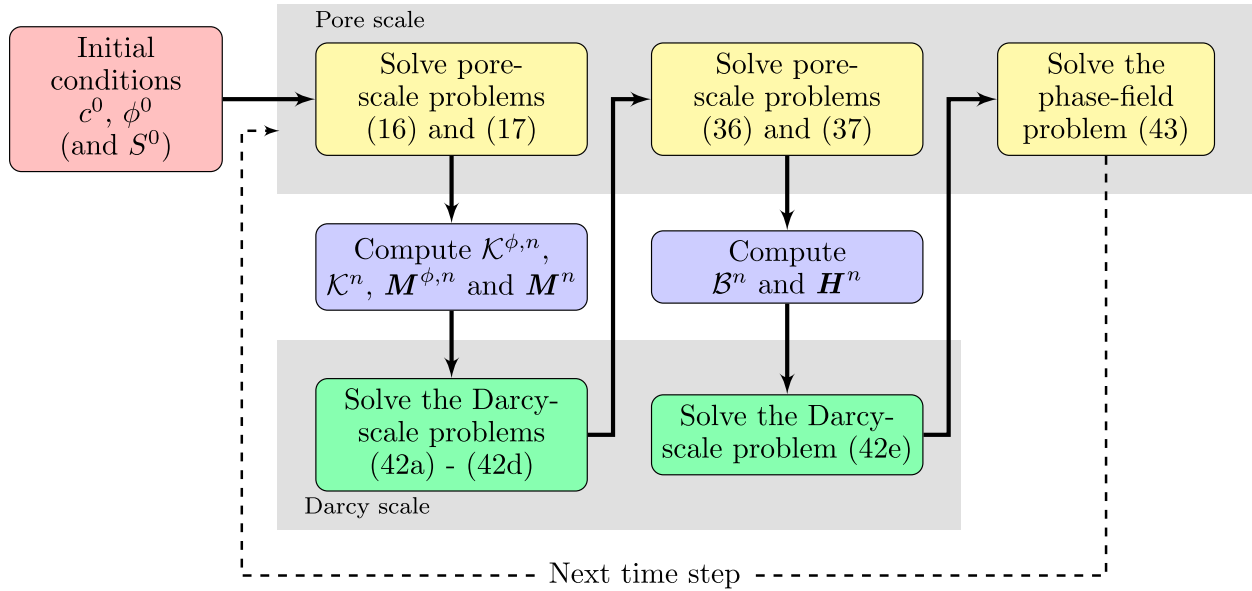 Pore scale
Initial
conditions
c⁰, ϕ⁰
(and S⁰)
Solve pore-
scale problems
(16) and (17)
Solve pore-
scale problems
(36) and (37)
Solve the
phase-field
problem (43)
Compute 𝒦^{ϕ,n},
𝒦ⁿ, 𝑴^{ϕ,n} and 𝑴ⁿ
Compute
ℬⁿ and 𝑯ⁿ
Solve the Darcy-
scale problems
(42a) - (42d)
Solve the Darcy-
scale problem (42e)
Darcy scale
Next time step